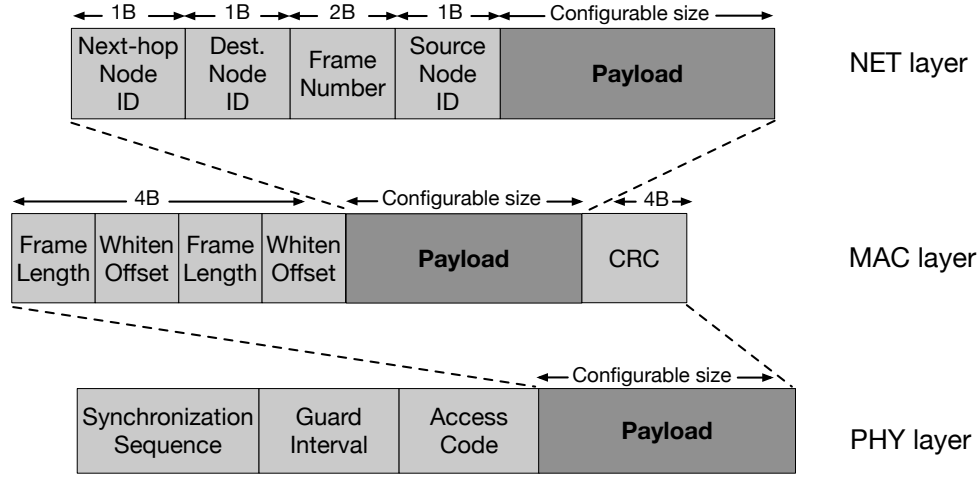 1B 1B 2B 1B Configurable size
Next-hop Node ID
Dest. Node ID
Frame Number
Source Node ID
Payload
NET layer
4B Configurable size 4B
Frame Length
Whiten Offset
Frame Length
Whiten Offset
Payload
CRC
MAC layer
Configurable size
Synchronization Sequence
Guard Interval
Access Code
Payload
PHY layer